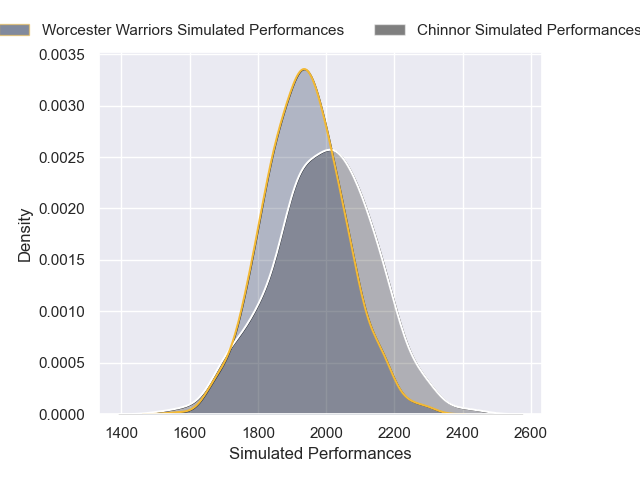 Worcester Warriors Simulated Performances
Chinnor Simulated Performances
0.0035
0.0030
0.0025
0.0020
0.0015
0.0010
0.0005
0.0000
Density
1400 1600 1800 2000 2200 2400 2600
Simulated Performances